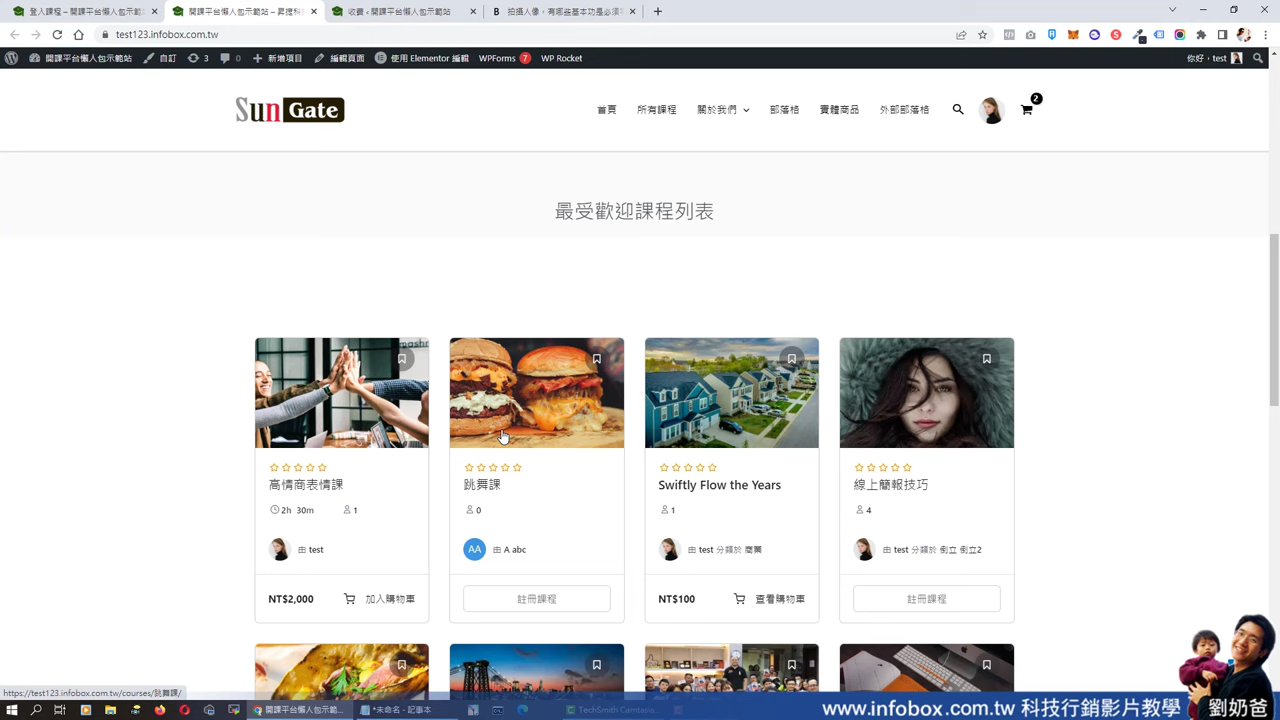 登入課程 – 開課平台懶人包示範...
開課平台懶人包示範站 – 昇捷科...
收費 ‹ 開課平台懶人包示範站
拍攝人像，有哪些基本功是必須...
test123.infobox.com.tw
開課平台懶人包示範站 自訂 3 0 新增項目 編輯頁面 使用 Elementor 編輯 WPForms 7 WP Rocket 你好，test
Sun Gate 首頁 所有課程 關於我們 部落格 實體商品 外部部落格 2
最受歡迎課程列表
高情商表情課
2h 30m 1
由 test
NT$2,000 加入購物車
跳舞課
0
AA 由 A abc
註冊課程
Swiftly Flow the Years
1
由 test 分類於 商業
NT$100 查看購物車
線上簡報技巧
4
由 test 分類於 倒立 倒立2
註冊課程
https://test123.infobox.com.tw/courses/跳舞課/
開課平台懶人包示範... *未命名 - 記事本 TechSmith Camtasia...
www.infobox.com.tw 科技行銷影片教學 劉奶爸